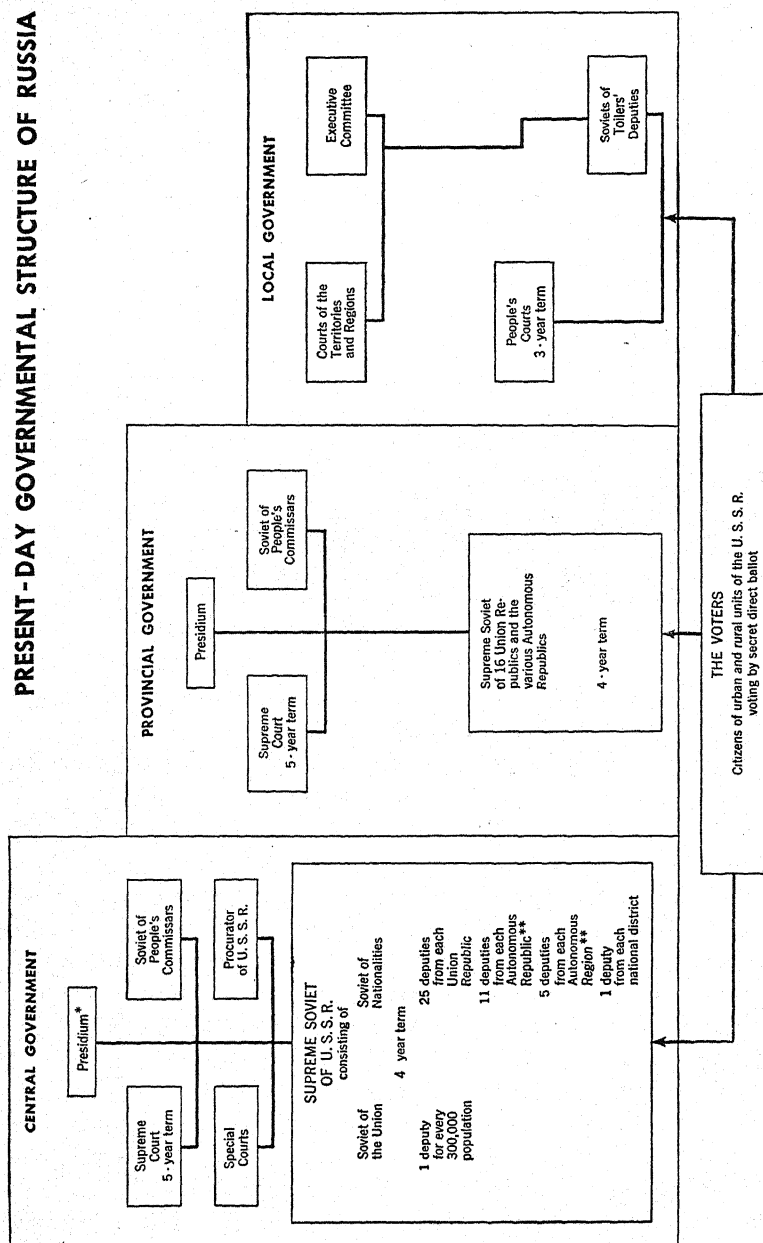 PRESENT-DAY GOVERNMENTAL STRUCTURE OF RUSSIA
CENTRAL GOVERNMENT
Presidium*
Supreme
Court
5-year term
Soviet of
People's
Commissars
Special
Courts
Procurator
of U. S. S. R.
SUPREME SOVIET
OF U. S. S. R.
consisting of
Soviet of
the Union
Soviet of
Nationalities
4 year term
1 deputy
for every
300,000
population
25 deputies
from each
Union
Republic
11 deputies
from each
Autonomous
Republic**
5 deputies
from each
Autonomous
Region**
1 deputy
from each
national district
PROVINCIAL GOVERNMENT
Presidium
Supreme
Court
5-year term
Soviet of
People's
Commissars
Supreme Soviet
of 16 Union Re-
publics and the
various Autonomous
Republics
4-year term
LOCAL GOVERNMENT
Courts of the
Territories
and Regions
Executive
Committee
People's
Courts
3-year term
Soviets of
Toilers'
Deputies
THE VOTERS
Citizens of urban and rural units of the U. S. S. R.
voting by secret direct ballot